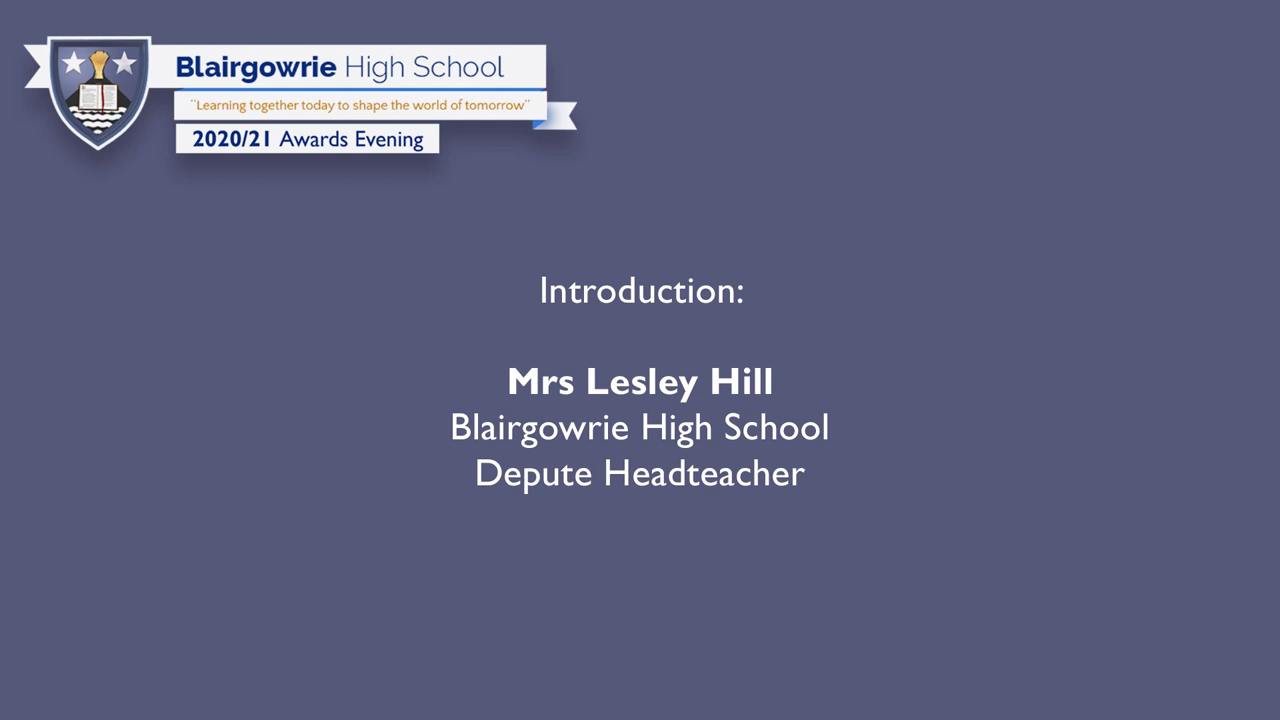 Blairgowrie High School
"Learning together today to shape the world of tomorrow"
2020/21 Awards Evening
Introduction:
Mrs Lesley Hill
Blairgowrie High School
Depute Headteacher